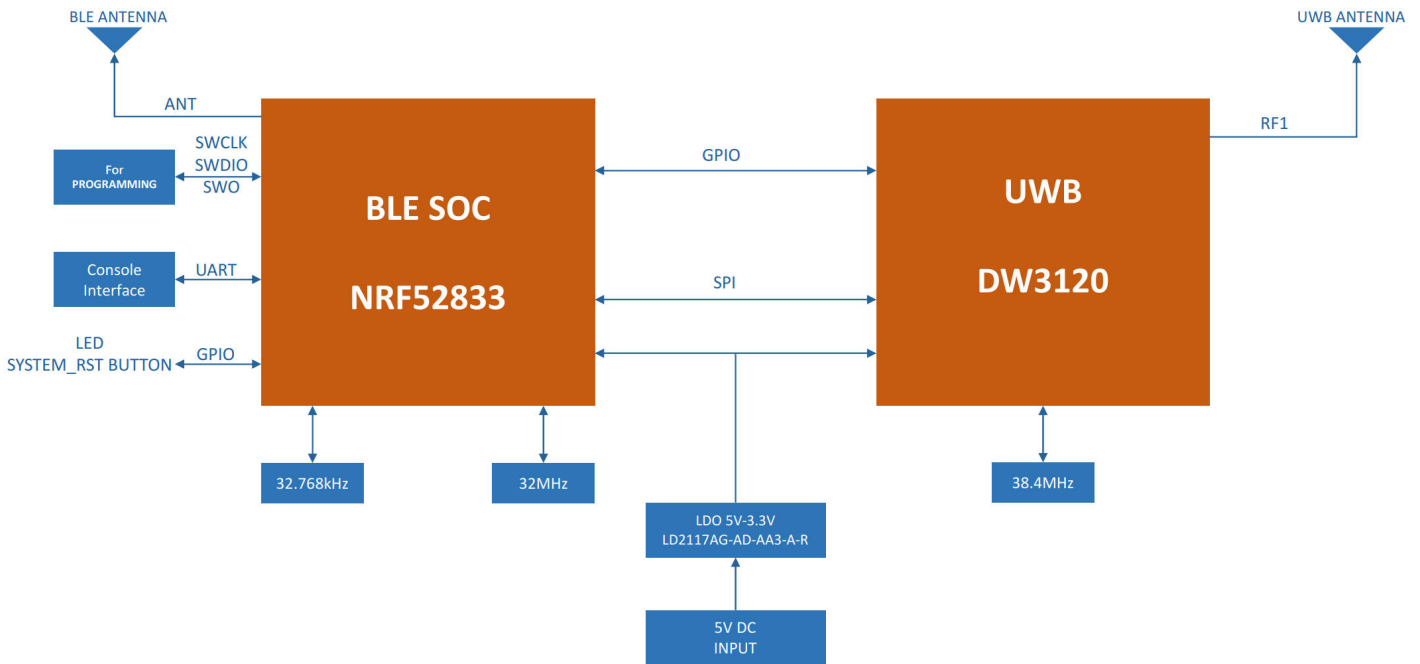 BLE ANTENNA
UWB ANTENNA
ANT
RF1
SWCLK
SWDIO
SWO
For
PROGRAMMING
GPIO
BLE SOC
NRF52833
UWB
DW3120
Console
Interface
UART
SPI
LED
SYSTEM_RST BUTTON
GPIO
32.768kHz
32MHz
38.4MHz
LDO 5V-3.3V
LD2117AG-AD-AA3-A-R
5V DC
INPUT